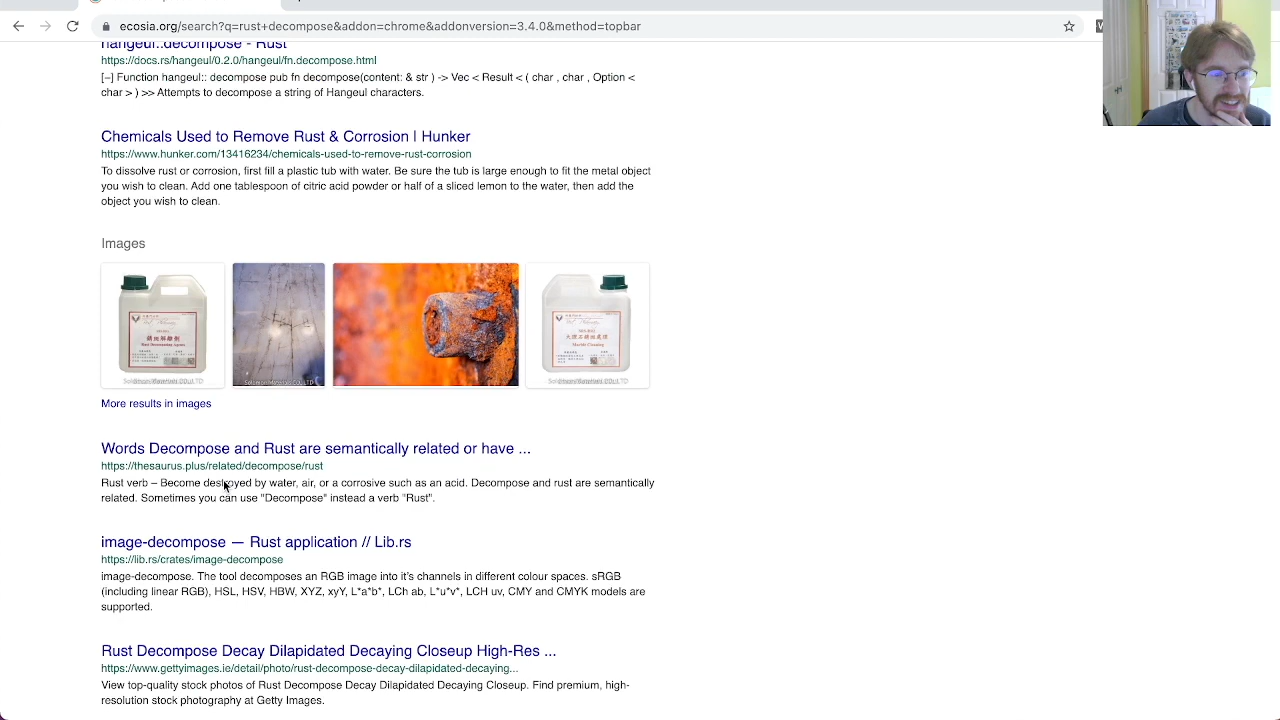 ecosia.org/search?q=rust+decompose&addon=chrome&addonversion=3.4.0&method=topbar
hangeul::decompose - Rust
https://docs.rs/hangeul/0.2.0/hangeul/fn.decompose.html
[−] Function hangeul:: decompose pub fn decompose(content: & str ) -> Vec < Result < ( char , char , Option <
char > ) >> Attempts to decompose a string of Hangeul characters.
Chemicals Used to Remove Rust & Corrosion | Hunker
https://www.hunker.com/13416234/chemicals-used-to-remove-rust-corrosion
To dissolve rust or corrosion, first fill a plastic tub with water. Be sure the tub is large enough to fit the metal object
you wish to clean. Add one tablespoon of citric acid powder or half of a sliced lemon to the water, then add the
object you wish to clean.
Images
More results in images
Words Decompose and Rust are semantically related or have ...
https://thesaurus.plus/related/decompose/rust
Rust verb – Become destroyed by water, air, or a corrosive such as an acid. Decompose and rust are semantically
related. Sometimes you can use "Decompose" instead a verb "Rust".
image-decompose — Rust application // Lib.rs
https://lib.rs/crates/image-decompose
image-decompose. The tool decomposes an RGB image into it's channels in different colour spaces. sRGB
(including linear RGB), HSL, HSV, HBW, XYZ, xyY, L*a*b*, LCh ab, L*u*v*, LCH uv, CMY and CMYK models are
supported.
Rust Decompose Decay Dilapidated Decaying Closeup High-Res ...
https://www.gettyimages.ie/detail/photo/rust-decompose-decay-dilapidated-decaying...
View top-quality stock photos of Rust Decompose Decay Dilapidated Decaying Closeup. Find premium, high-
resolution stock photography at Getty Images.